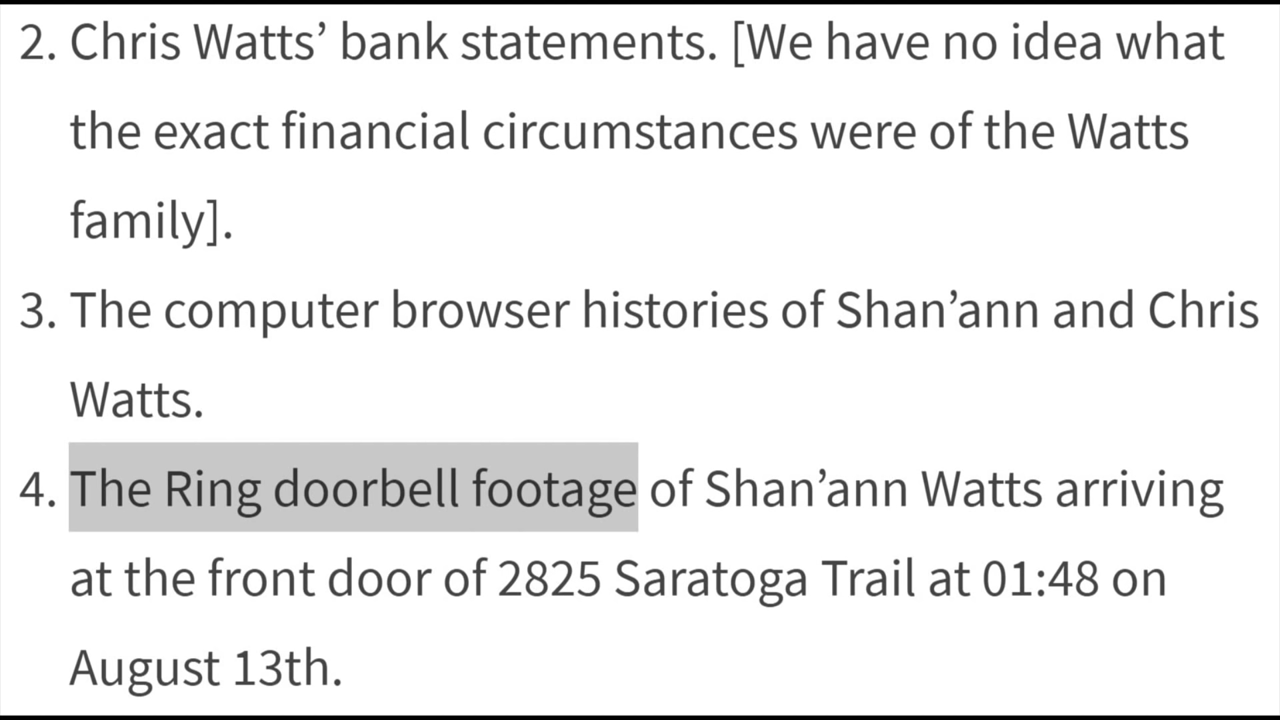 2. Chris Watts’ bank statements. [We have no idea what
the exact financial circumstances were of the Watts
family].
3. The computer browser histories of Shan’ann and Chris
Watts.
4. The Ring doorbell footage of Shan’ann Watts arriving
at the front door of 2825 Saratoga Trail at 01:48 on
August 13th.